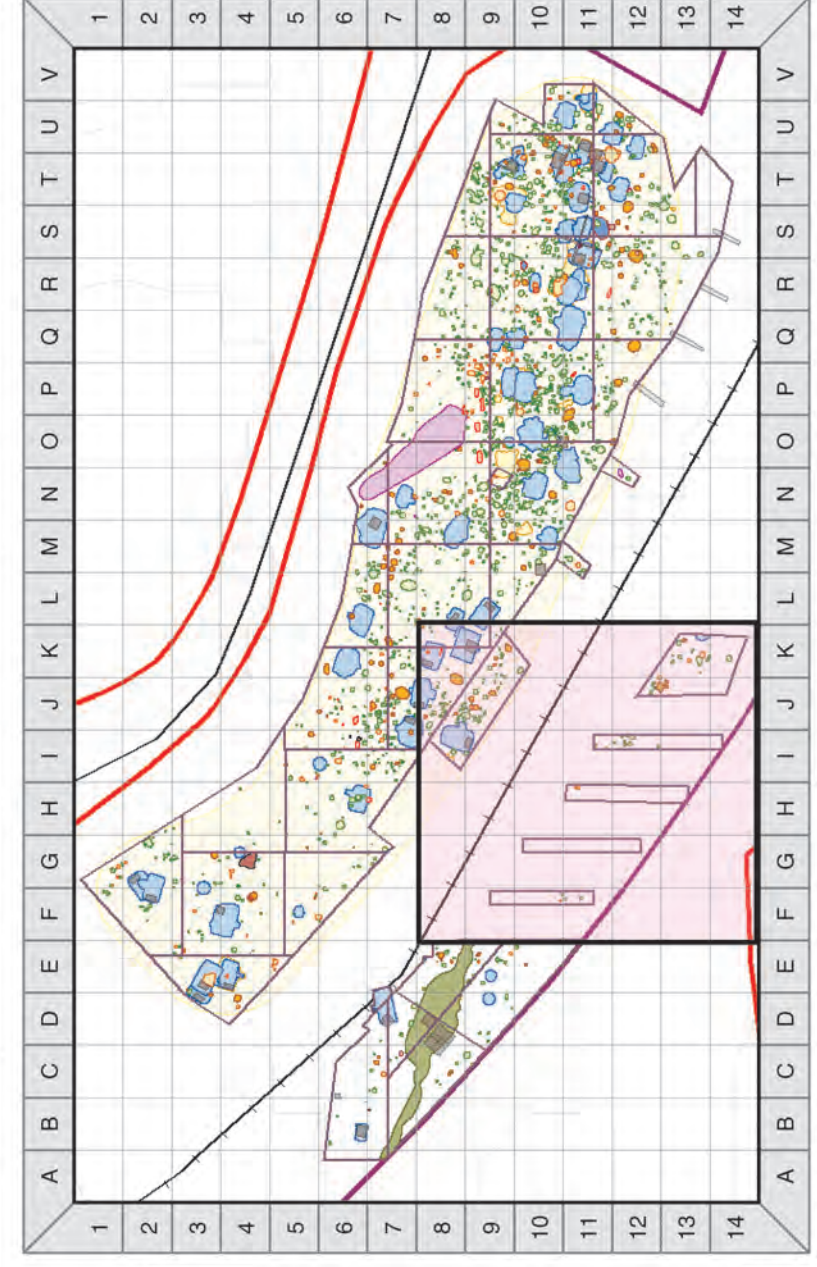 1 2 3 4 5 6 7 8 9 10 11 12 13 14
V V
U U
T T
S S
R R
Q Q
P P
O O
N N
M M
L L
K K
J J
I I
H H
G G
F F
E E
D D
C C
B B
A A
1 2 3 4 5 6 7 8 9 10 11 12 13 14